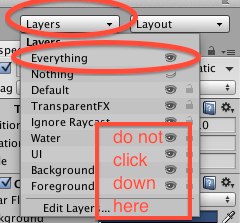 Layers Layout
Layers
Everything
Nothing
Default
TransparentFX
Ignore Raycast
Water
UI
Background
Foreground
Edit Layers...
do not
click
down
here